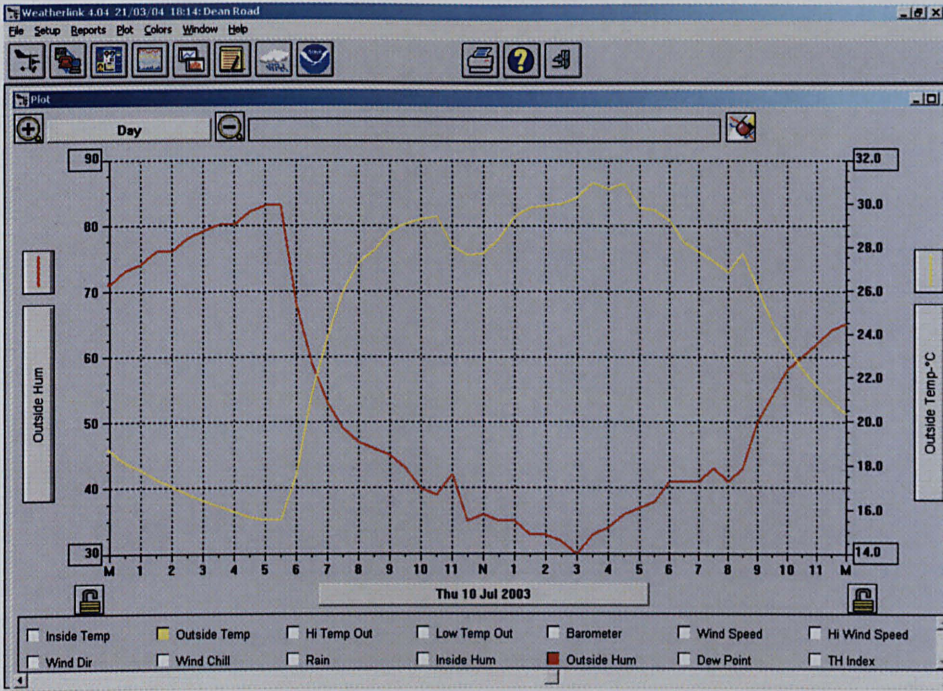 Weatherlink 4.04 21/03/04 18:14: Dean Road
File Setup Reports Plot Colors Window Help
Plot
Day
90 32.0
80 30.0
70 28.0
60 26.0
50 24.0
40 22.0
30 20.0
18.0
16.0
14.0
Outside Hum
Outside Temp-°C
M 1 2 3 4 5 6 7 8 9 10 11 N 1 2 3 4 5 6 7 8 9 10 11 M
Thu 10 Jul 2003
Inside Temp Outside Temp Hi Temp Out Low Temp Out Barometer Wind Speed Hi Wind Speed
Wind Dir Wind Chill Rain Inside Hum Outside Hum Dew Point TH Index